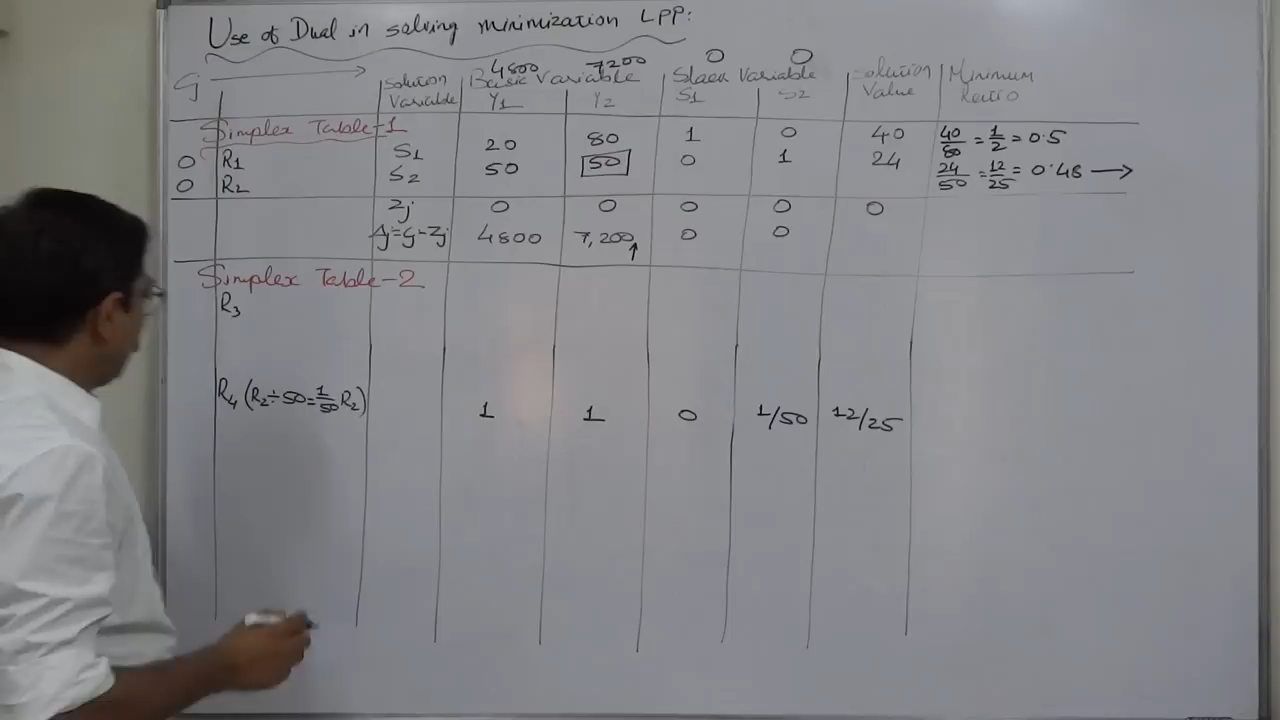 Use of Dual in solving minimization LPP:
4800 7200 0 0
Cj Solution Variable Basic Variable Slack Variable Solution Value Minimum Ratio
Y1 Y2 S1 S2
Simplex Table-1
0 R1 S1 20 80 1 0 40 40/80 = 1/2 = 0.5
0 R2 S2 50 50 0 1 24 24/50 = 12/25 = 0.48 →
Zj 0 0 0 0 0
Δj=Cj-Zj 4800 7,200↑ 0 0
Simplex Table-2
R3
R4 (R2÷50=1/50 R2) 1 1 0 1/50 12/25